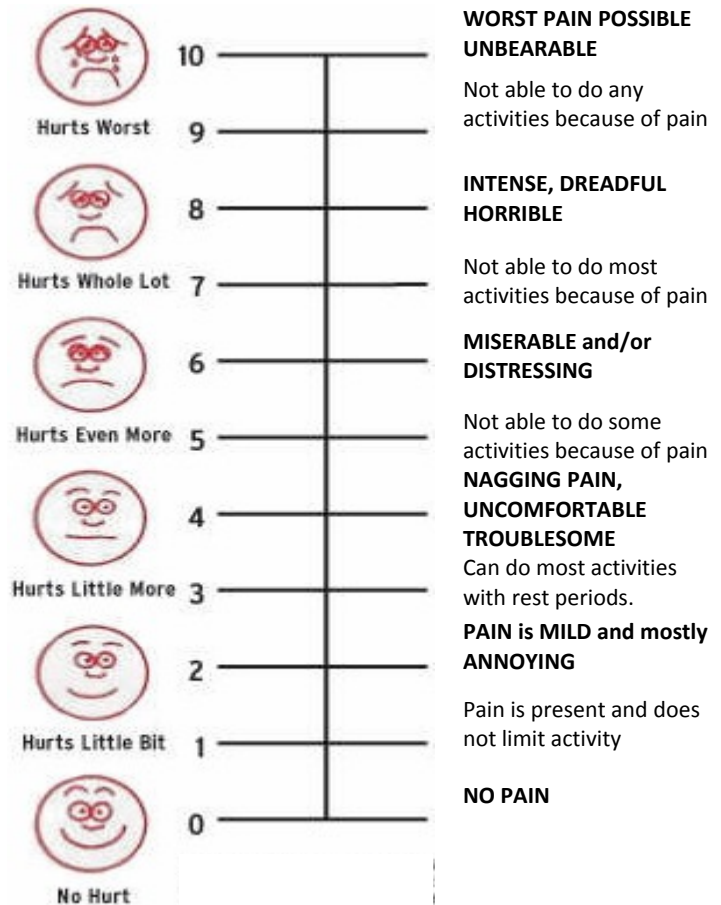 WORST PAIN POSSIBLE
UNBEARABLE
10
Not able to do any
activities because of pain
Hurts Worst
9
INTENSE, DREADFUL
HORRIBLE
8
Not able to do most
activities because of pain
Hurts Whole Lot
7
MISERABLE and/or
DISTRESSING
6
Not able to do some
activities because of pain
Hurts Even More
5
NAGGING PAIN,
UNCOMFORTABLE
TROUBLESOME
4
Can do most activities
with rest periods.
Hurts Little More
3
PAIN is MILD and mostly
ANNOYING
2
Pain is present and does
not limit activity
Hurts Little Bit
1
NO PAIN
0
No Hurt